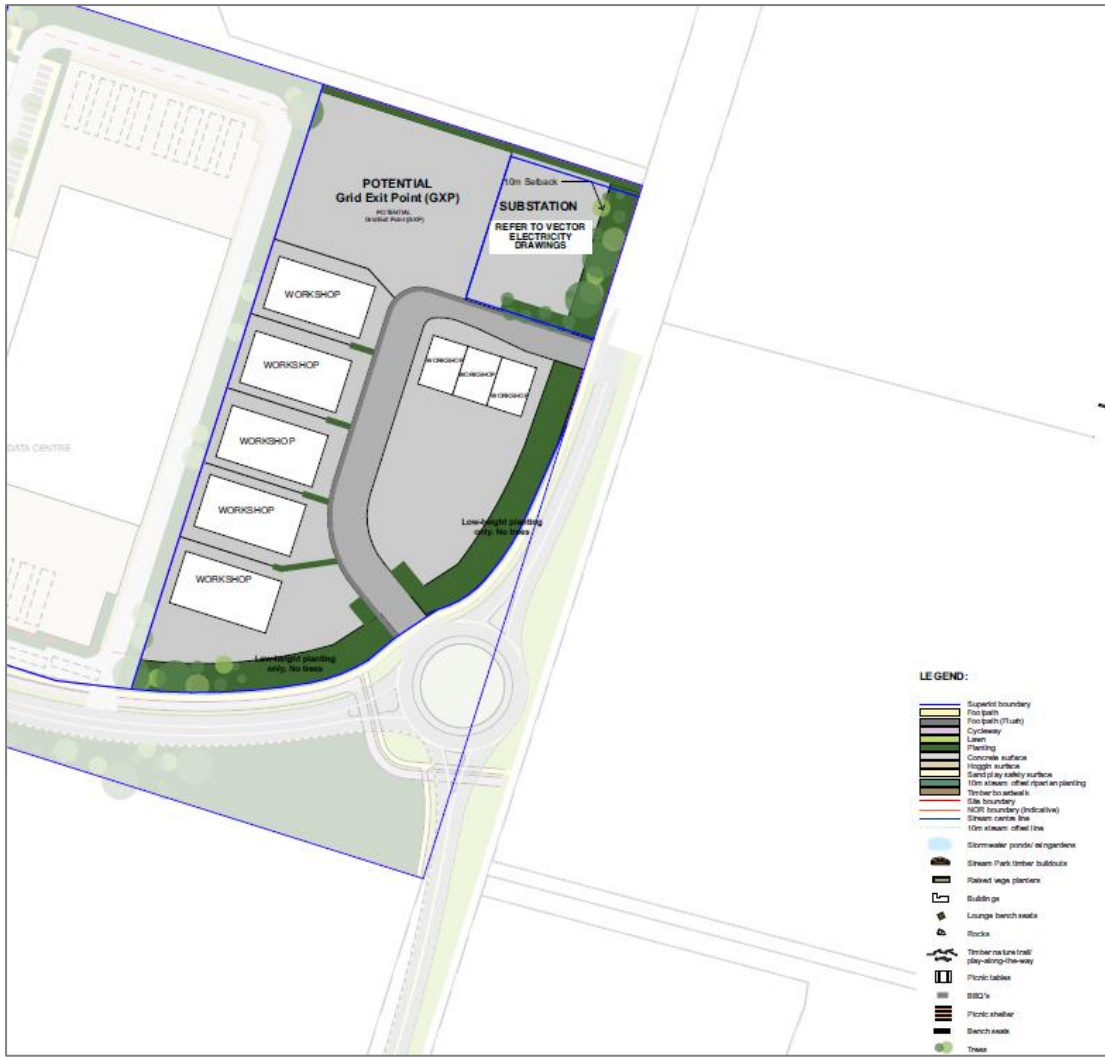 POTENTIAL
Grid Exit Point (GXP)
POTENTIAL
Grid Exit Point (GXP)
10m Setback
SUBSTATION
REFER TO VECTOR
ELECTRICITY
DRAWINGS
WORKSHOP
WORKSHOP
WORKSHOP
WORKSHOP
WORKSHOP
WORKSHOP
WORKSHOP
WORKSHOP
DATA CENTRE
Low-height planting
only. No trees
Low-height planting
only. No trees
LEGEND:
Superlot boundary
Footpath
Footpath (Flush)
Cycleway
Lawn
Planting
Concrete surface
Hoggin surface
Sand play safety surface
10m stream offset riparian planting
Timber boardwalk
Site boundary
NOR boundary (Indicative)
Stream centre line
10m stream offset line
Stormwater ponds/ raingardens
Stream Park timber buildouts
Raised vege planters
Buildings
Lounge bench seats
Rocks
Timber nature trail/
play-along-the-way
Picnic tables
BBQ's
Picnic shelter
Bench seats
Trees